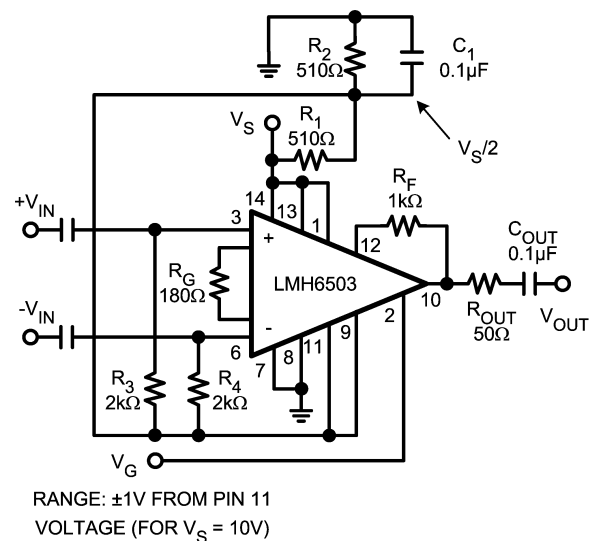 R2
510Ω
C1
0.1µF
VS
R1
510Ω
VS/2
+VIN
14
13
1
3
+
12
RF
1kΩ
RG
180Ω
LMH6503
COUT
0.1µF
10
ROUT
50Ω
VOUT
-VIN
-
6
7
8
11
9
2
R3
2kΩ
R4
2kΩ
VG
RANGE: ±1V FROM PIN 11
VOLTAGE (FOR VS = 10V)